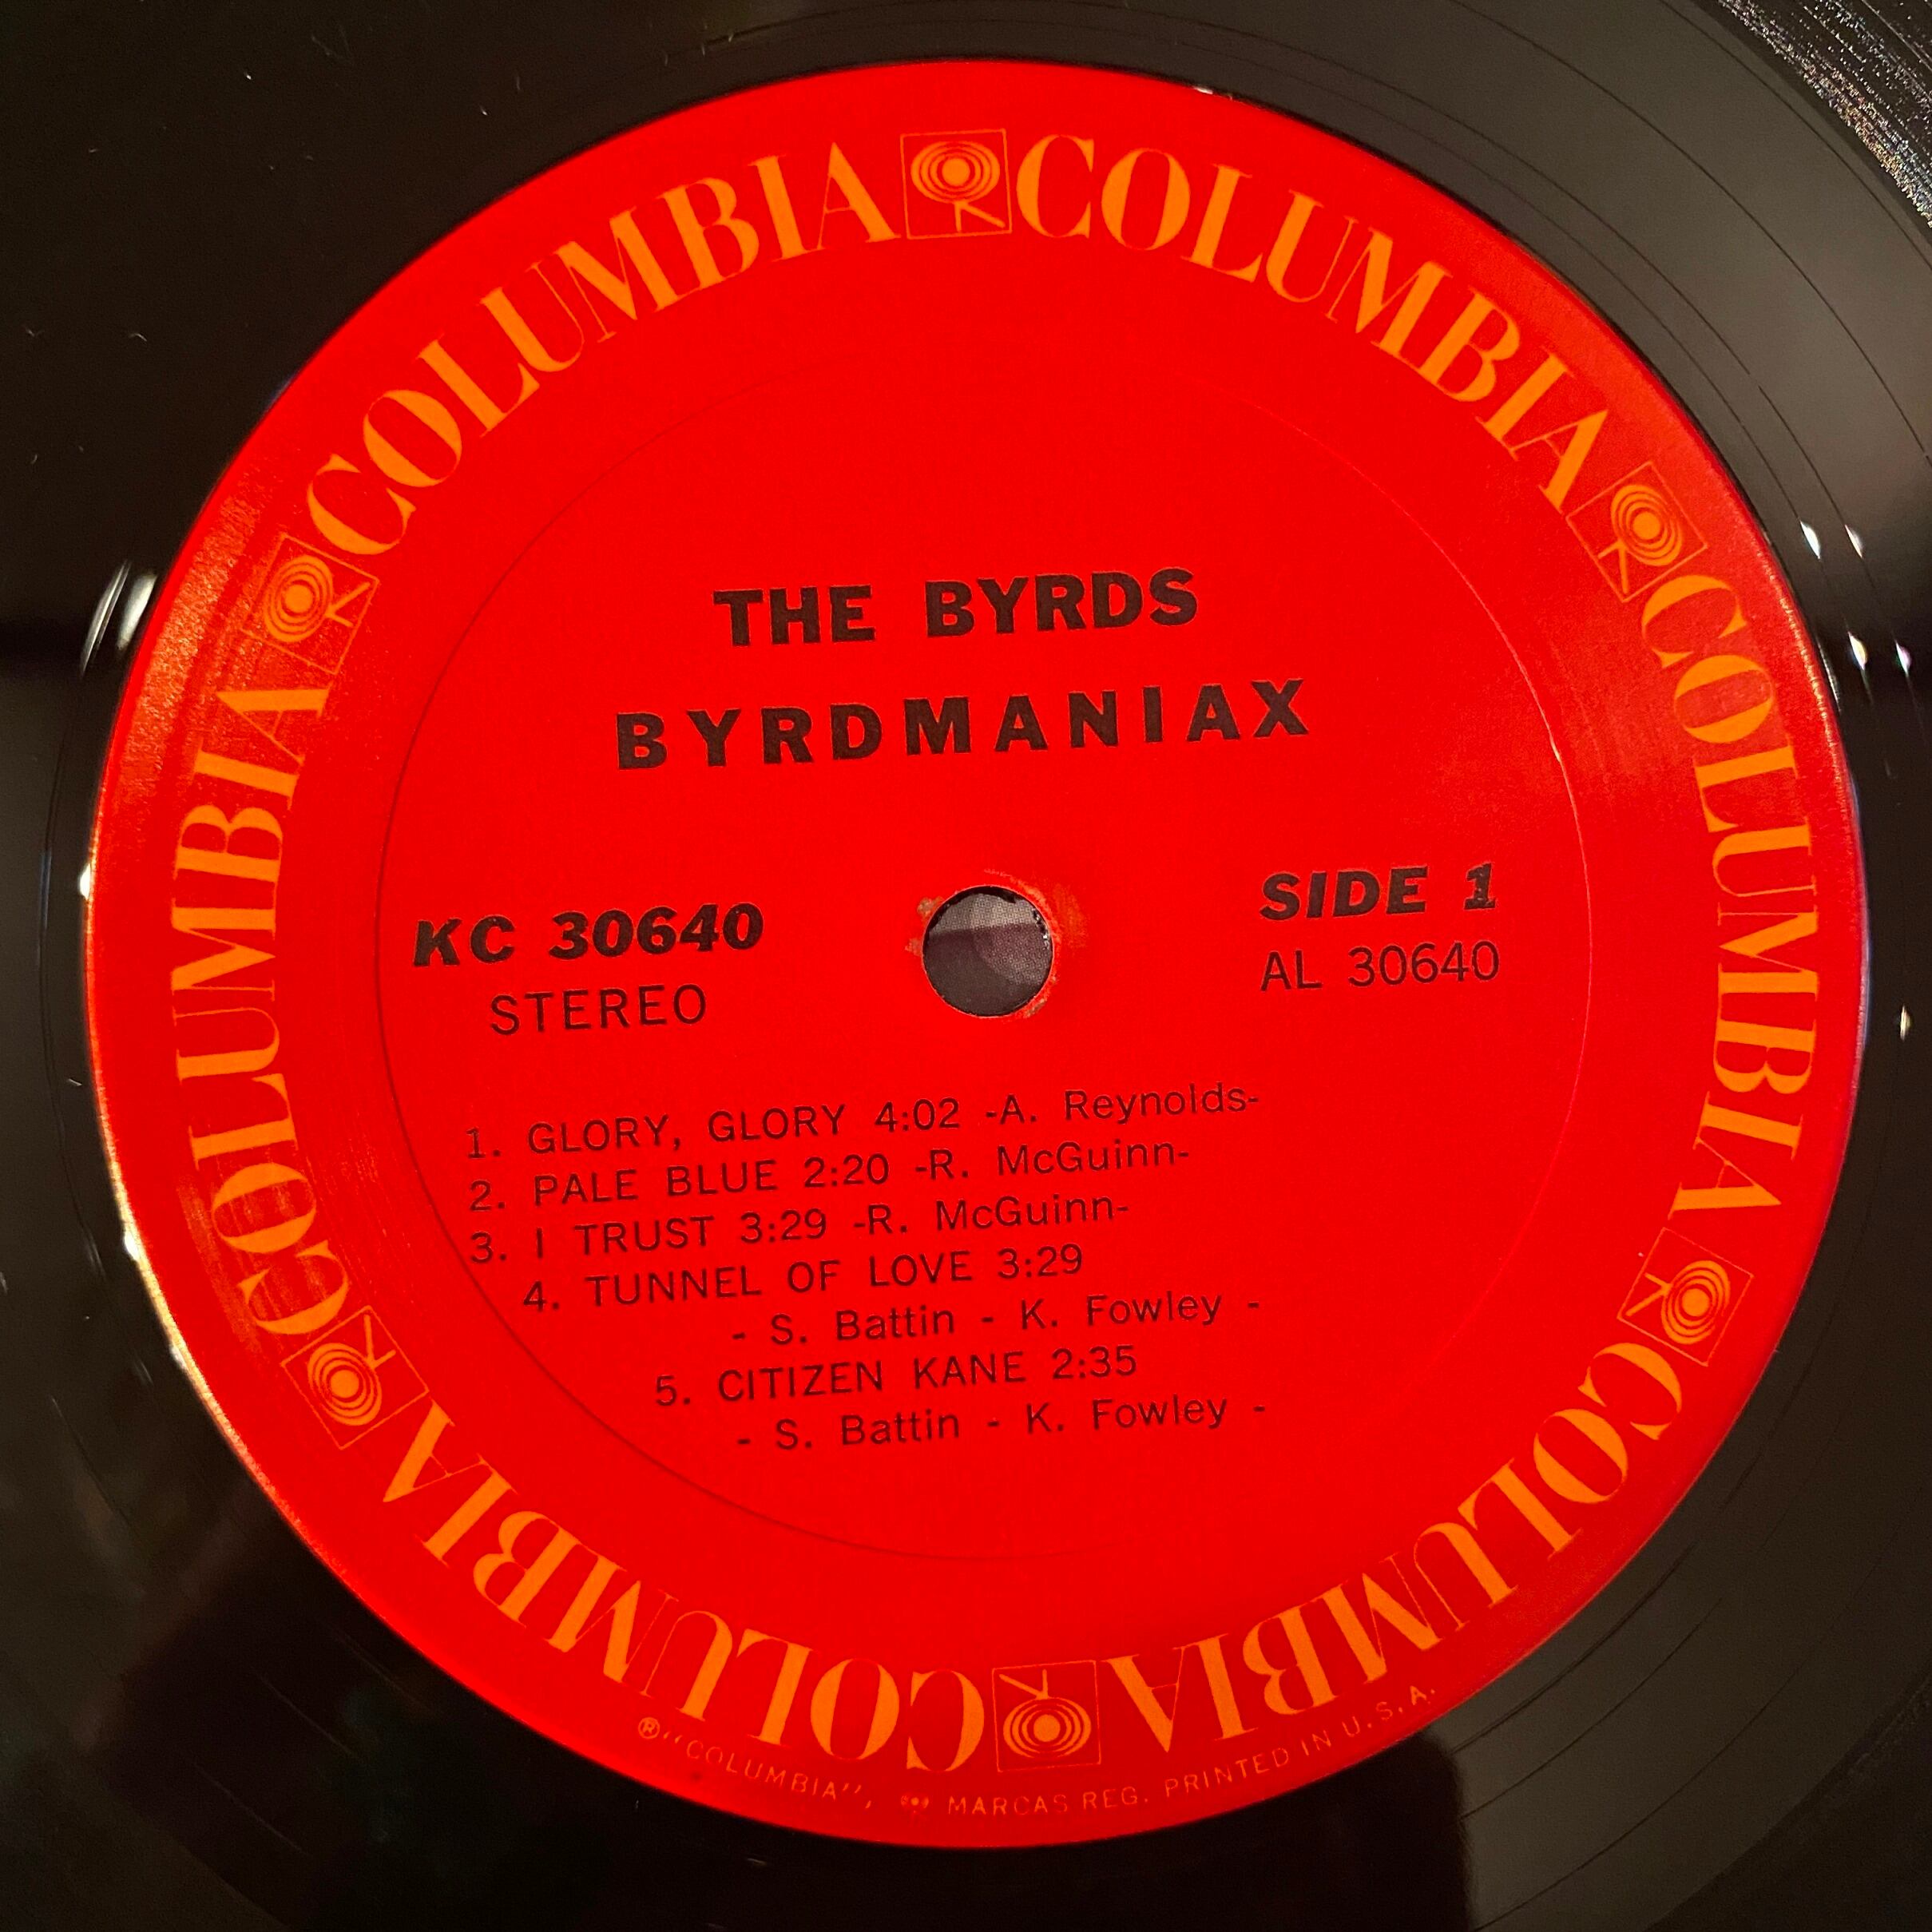 COLUMBIA COLUMBIA COLUMBIA COLUMBIA COLUMBIA COLUMBIA
THE BYRDS
BYRDMANIAX
KC 30640
STEREO
SIDE 1
AL 30640
1. GLORY, GLORY 4:02 -A. Reynolds-
2. PALE BLUE 2:20 -R. McGuinn-
3. I TRUST 3:29 -R. McGuinn-
4. TUNNEL OF LOVE 3:29
- S. Battin - K. Fowley -
5. CITIZEN KANE 2:35
- S. Battin - K. Fowley -
® "COLUMBIA", MARCAS REG. PRINTED IN U.S.A.